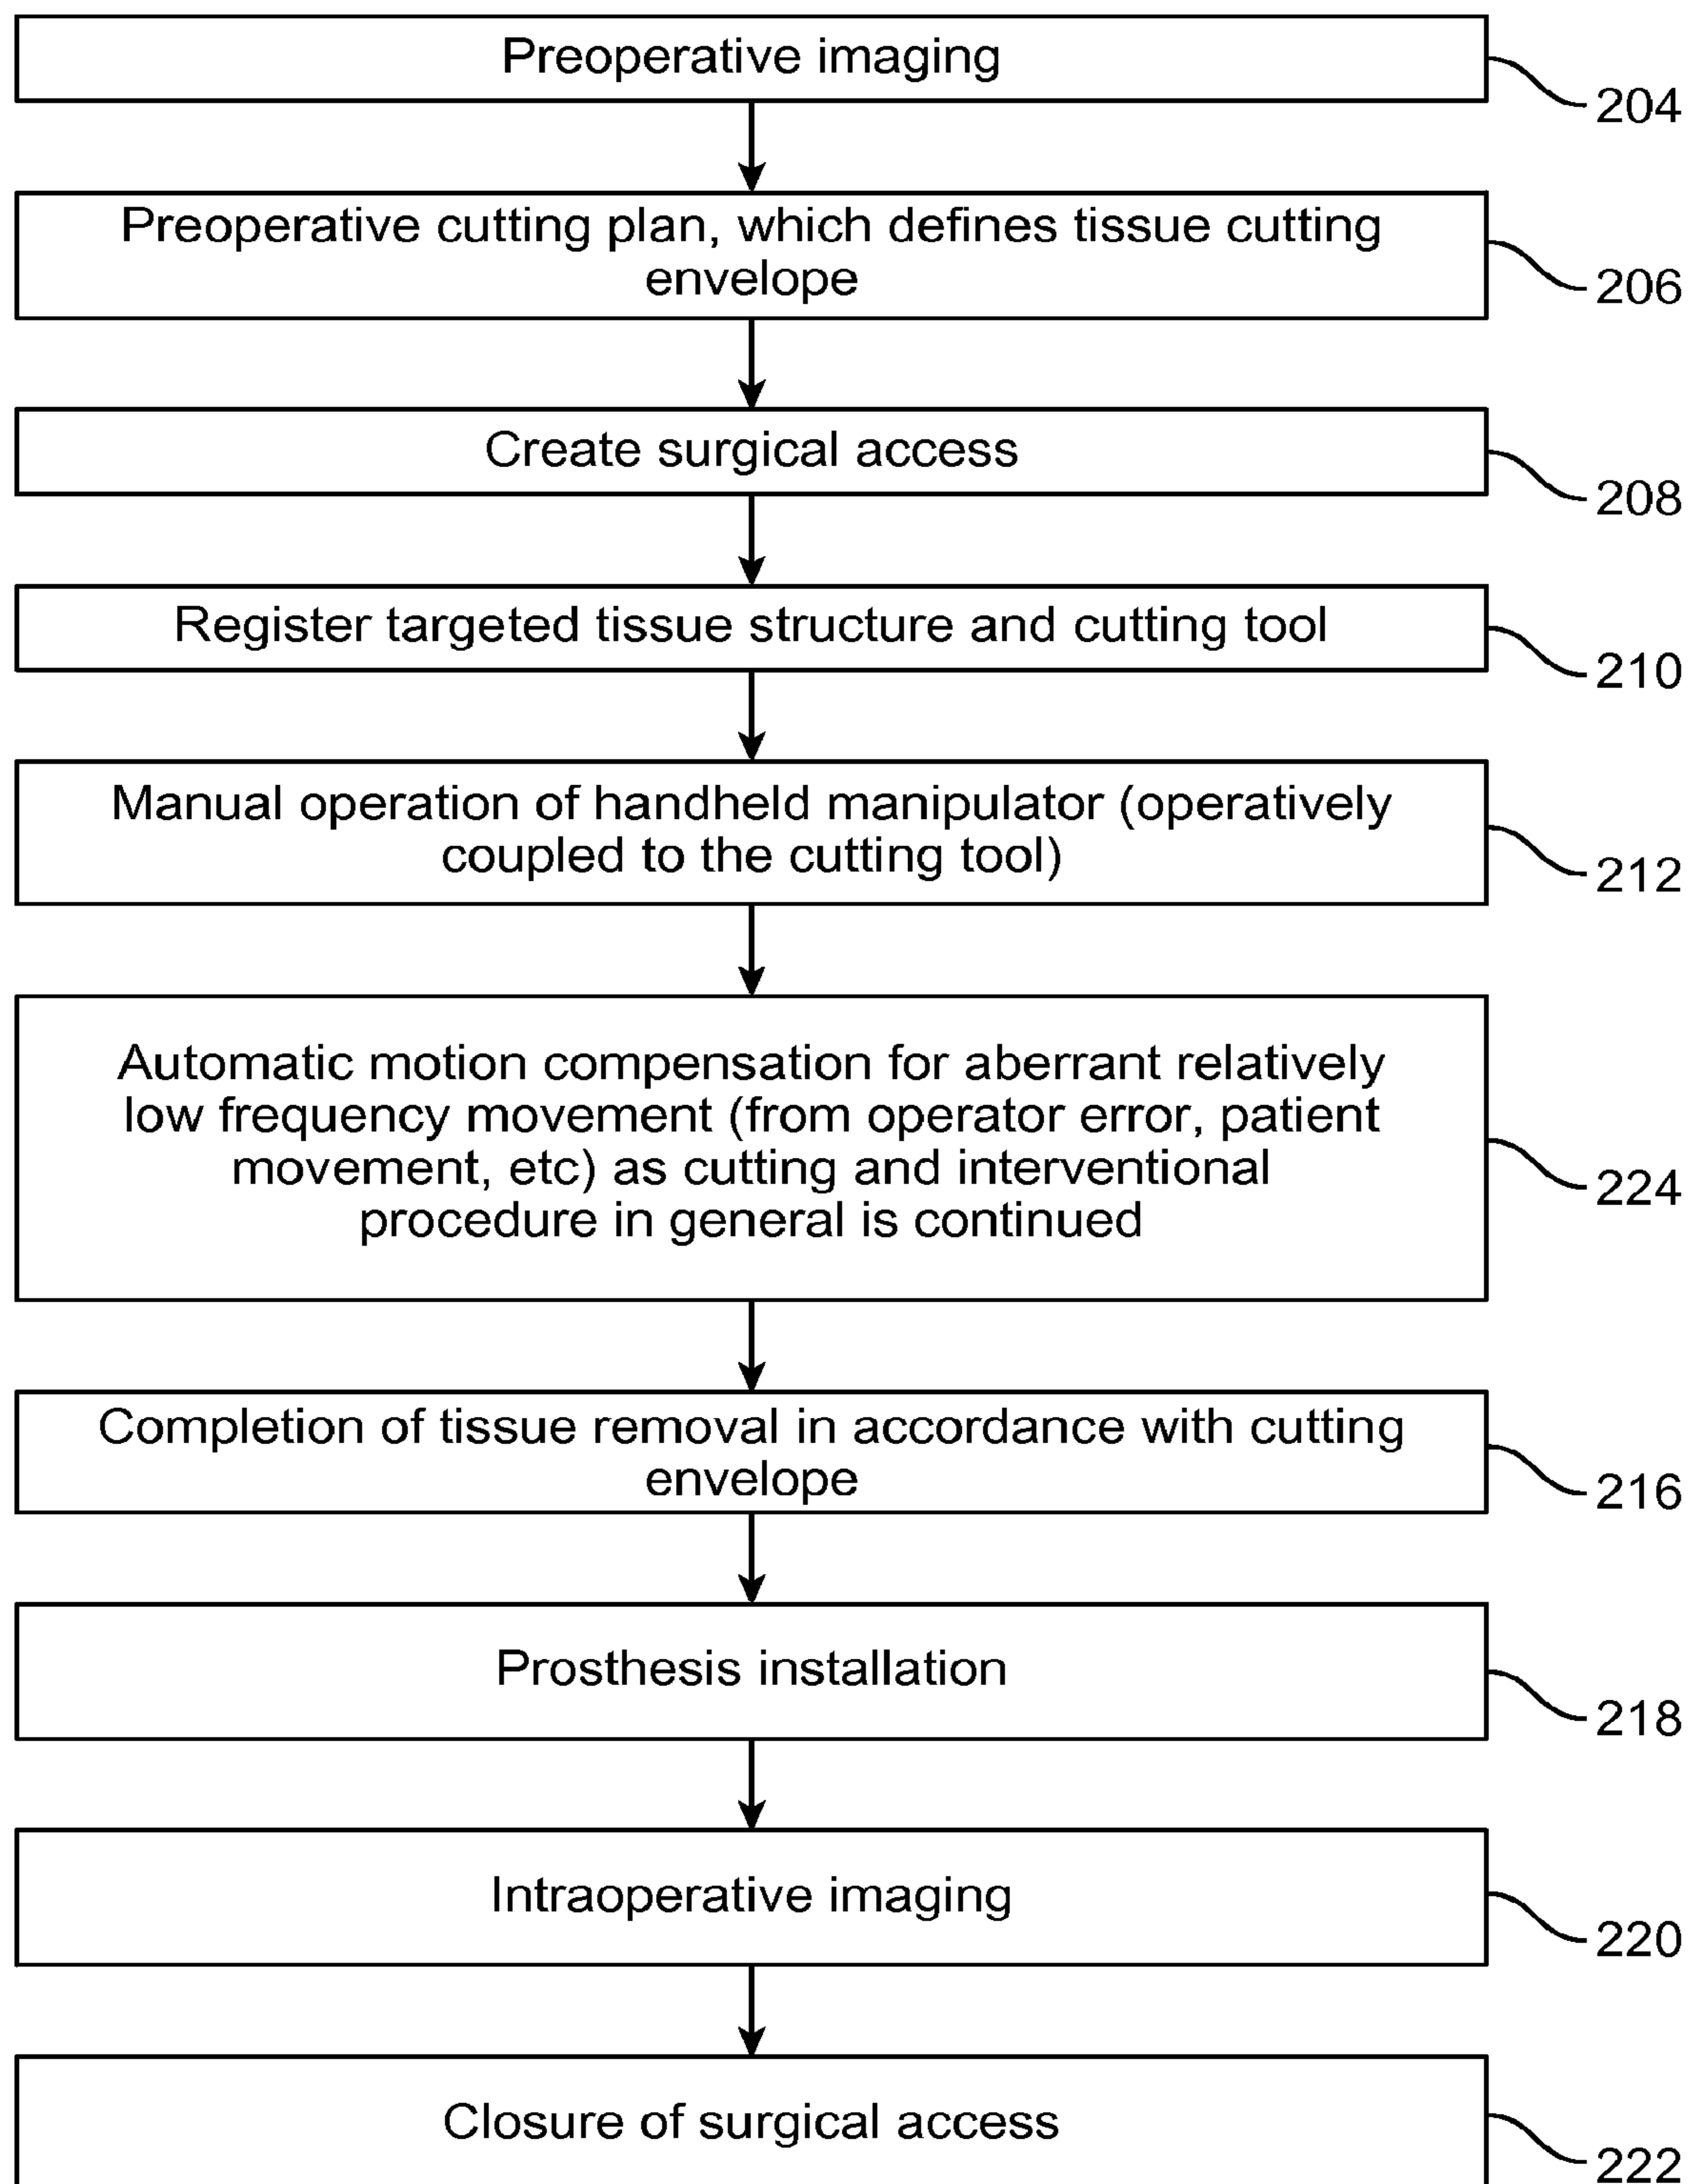 Preoperative imaging
204
Preoperative cutting plan, which defines tissue cutting
envelope
206
Create surgical access
208
Register targeted tissue structure and cutting tool
210
Manual operation of handheld manipulator (operatively
coupled to the cutting tool)
212
Automatic motion compensation for aberrant relatively
low frequency movement (from operator error, patient
movement, etc) as cutting and interventional
procedure in general is continued
224
Completion of tissue removal in accordance with cutting
envelope
216
Prosthesis installation
218
Intraoperative imaging
220
Closure of surgical access
222